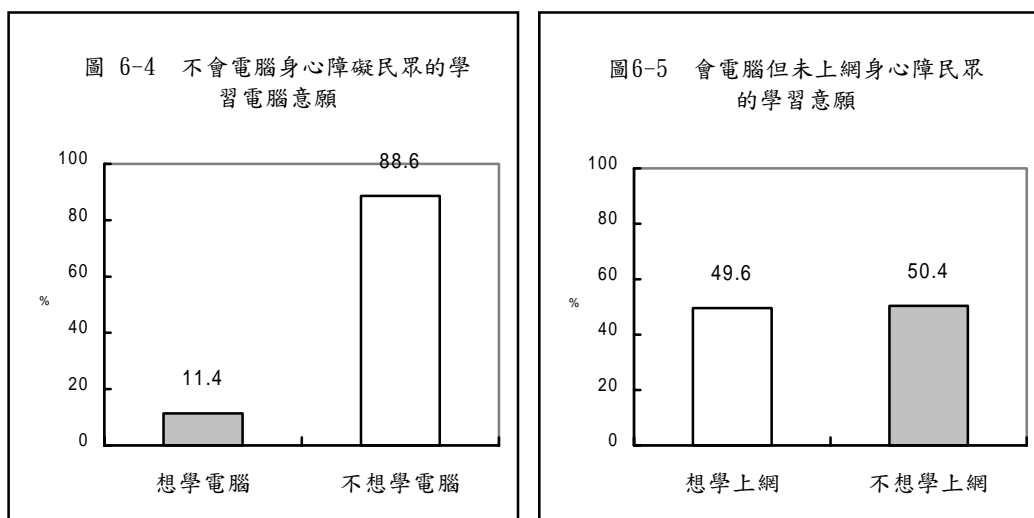 圖 6-4 不會電腦身心障礙民眾的學
習電腦意願
100
80
60
40
20
0
%
11.4
88.6
想學電腦
不想學電腦
圖6-5 會電腦但未上網身心障民眾
的學習意願
100
80
60
40
20
0
%
49.6
50.4
想學上網
不想學上網